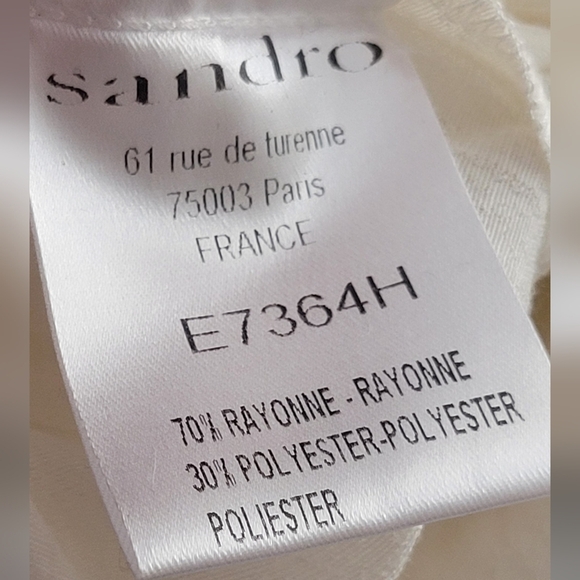 sandro
61 rue de turenne
75003 Paris
FRANCE
E7364H
70% RAYONNE - RAYONNE
30% POLYESTER-POLYESTER
POLIESTER